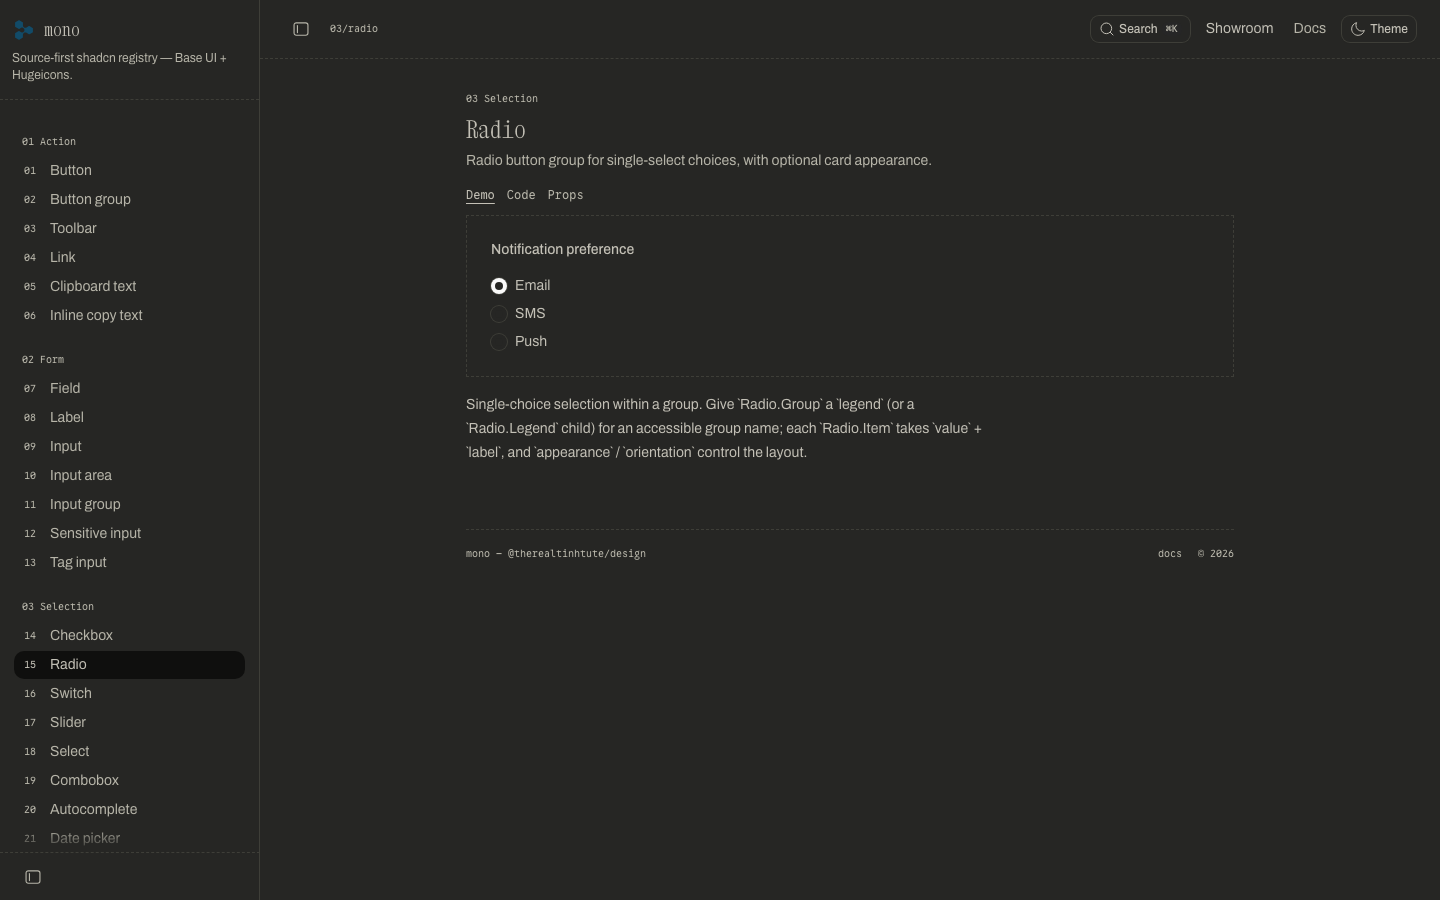 mono
Source-first shadcn registry — Base UI +
Hugeicons.
01 Action
01 Button
02 Button group
03 Toolbar
04 Link
05 Clipboard text
06 Inline copy text
02 Form
07 Field
08 Label
09 Input
10 Input area
11 Input group
12 Sensitive input
13 Tag input
03 Selection
14 Checkbox
15 Radio
16 Switch
17 Slider
18 Select
19 Combobox
20 Autocomplete
21 Date picker
03/radio
Search ⌘K
Showroom
Docs
Theme
03 Selection
Radio
Radio button group for single-select choices, with optional card appearance.
Demo Code Props
Notification preference
Email
SMS
Push
Single-choice selection within a group. Give `Radio.Group` a `legend` (or a
`Radio.Legend` child) for an accessible group name; each `Radio.Item` takes `value` +
`label`, and `appearance` / `orientation` control the layout.
mono — @therealtinhtute/design
docs © 2026